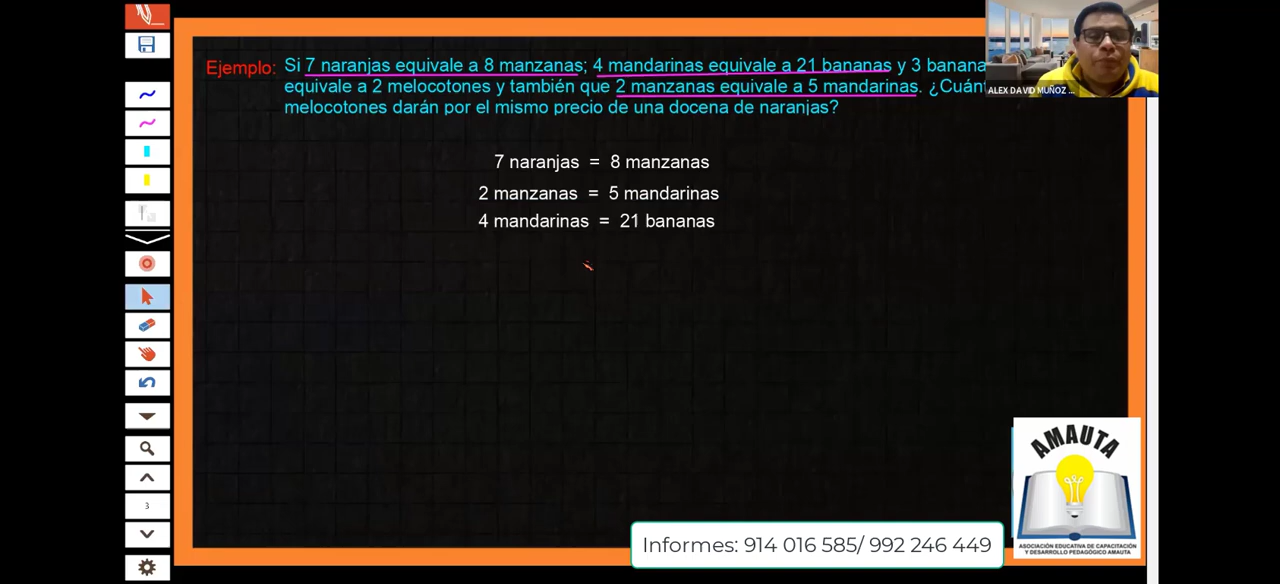 Ejemplo: Si 7 naranjas equivale a 8 manzanas; 4 mandarinas equivale a 21 bananas y 3 banana
equivale a 2 melocotones y también que 2 manzanas equivale a 5 mandarinas. ¿Cuánt
melocotones darán por el mismo precio de una docena de naranjas?
ALEX DAVID MUÑOZ ...
7 naranjas = 8 manzanas
2 manzanas = 5 mandarinas
4 mandarinas = 21 bananas
3
AMAUTA
ASOCIACIÓN EDUCATIVA DE CAPACITACIÓN
Y DESARROLLO PEDAGÓGICO AMAUTA
Informes: 914 016 585/ 992 246 449